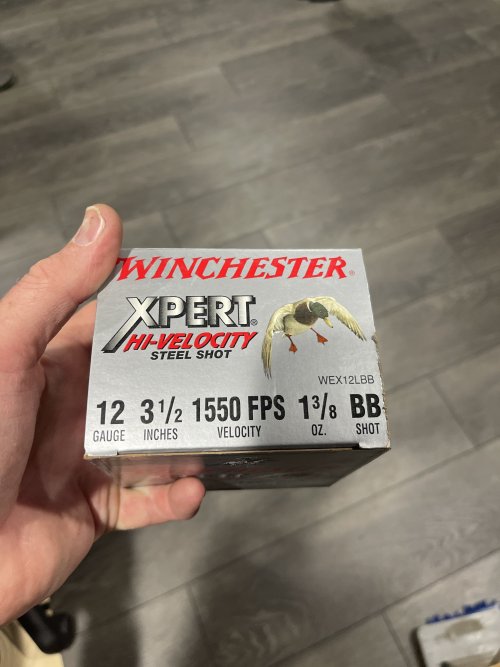 WINCHESTER®
XPERT®
HI-VELOCITY
STEEL SHOT
WEX12LBB
12 3 1/2 1550 FPS 1 3/8 BB
GAUGE INCHES VELOCITY OZ. SHOT